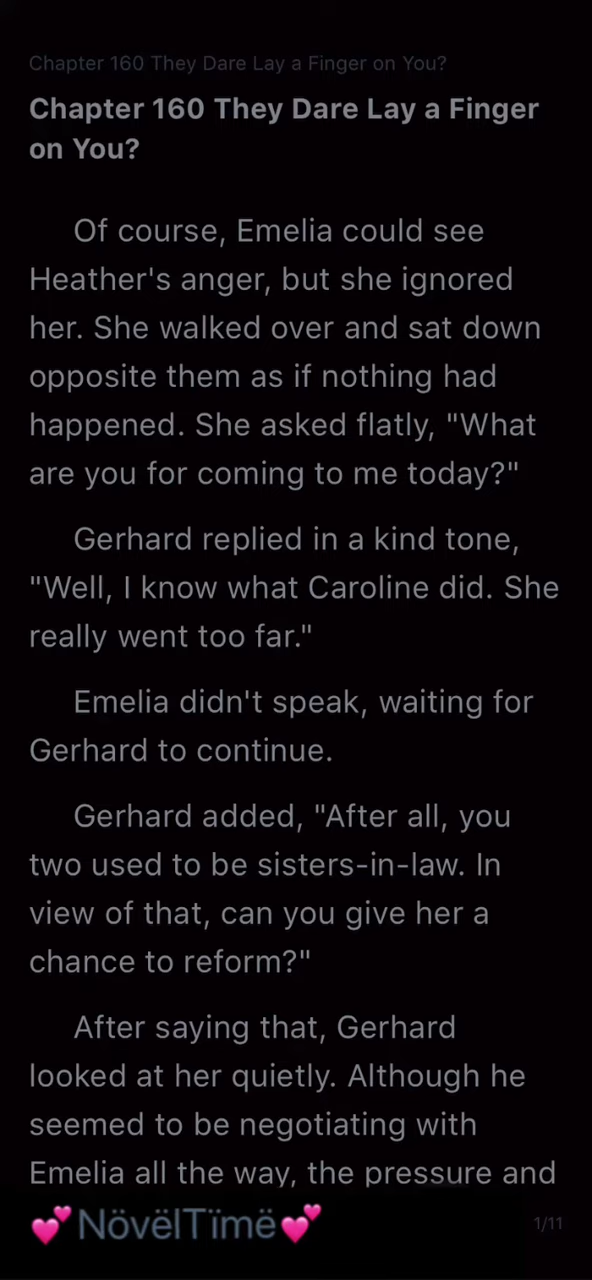 Chapter 160 They Dare Lay a Finger on You?
Chapter 160 They Dare Lay a Finger
on You?
Of course, Emelia could see
Heather's anger, but she ignored
her. She walked over and sat down
opposite them as if nothing had
happened. She asked flatly, "What
are you for coming to me today?"
Gerhard replied in a kind tone,
"Well, I know what Caroline did. She
really went too far."
Emelia didn't speak, waiting for
Gerhard to continue.
Gerhard added, "After all, you
two used to be sisters-in-law. In
view of that, can you give her a
chance to reform?"
After saying that, Gerhard
looked at her quietly. Although he
seemed to be negotiating with
Emelia all the way, the pressure and
💕NövëlTïmë💕
1/11